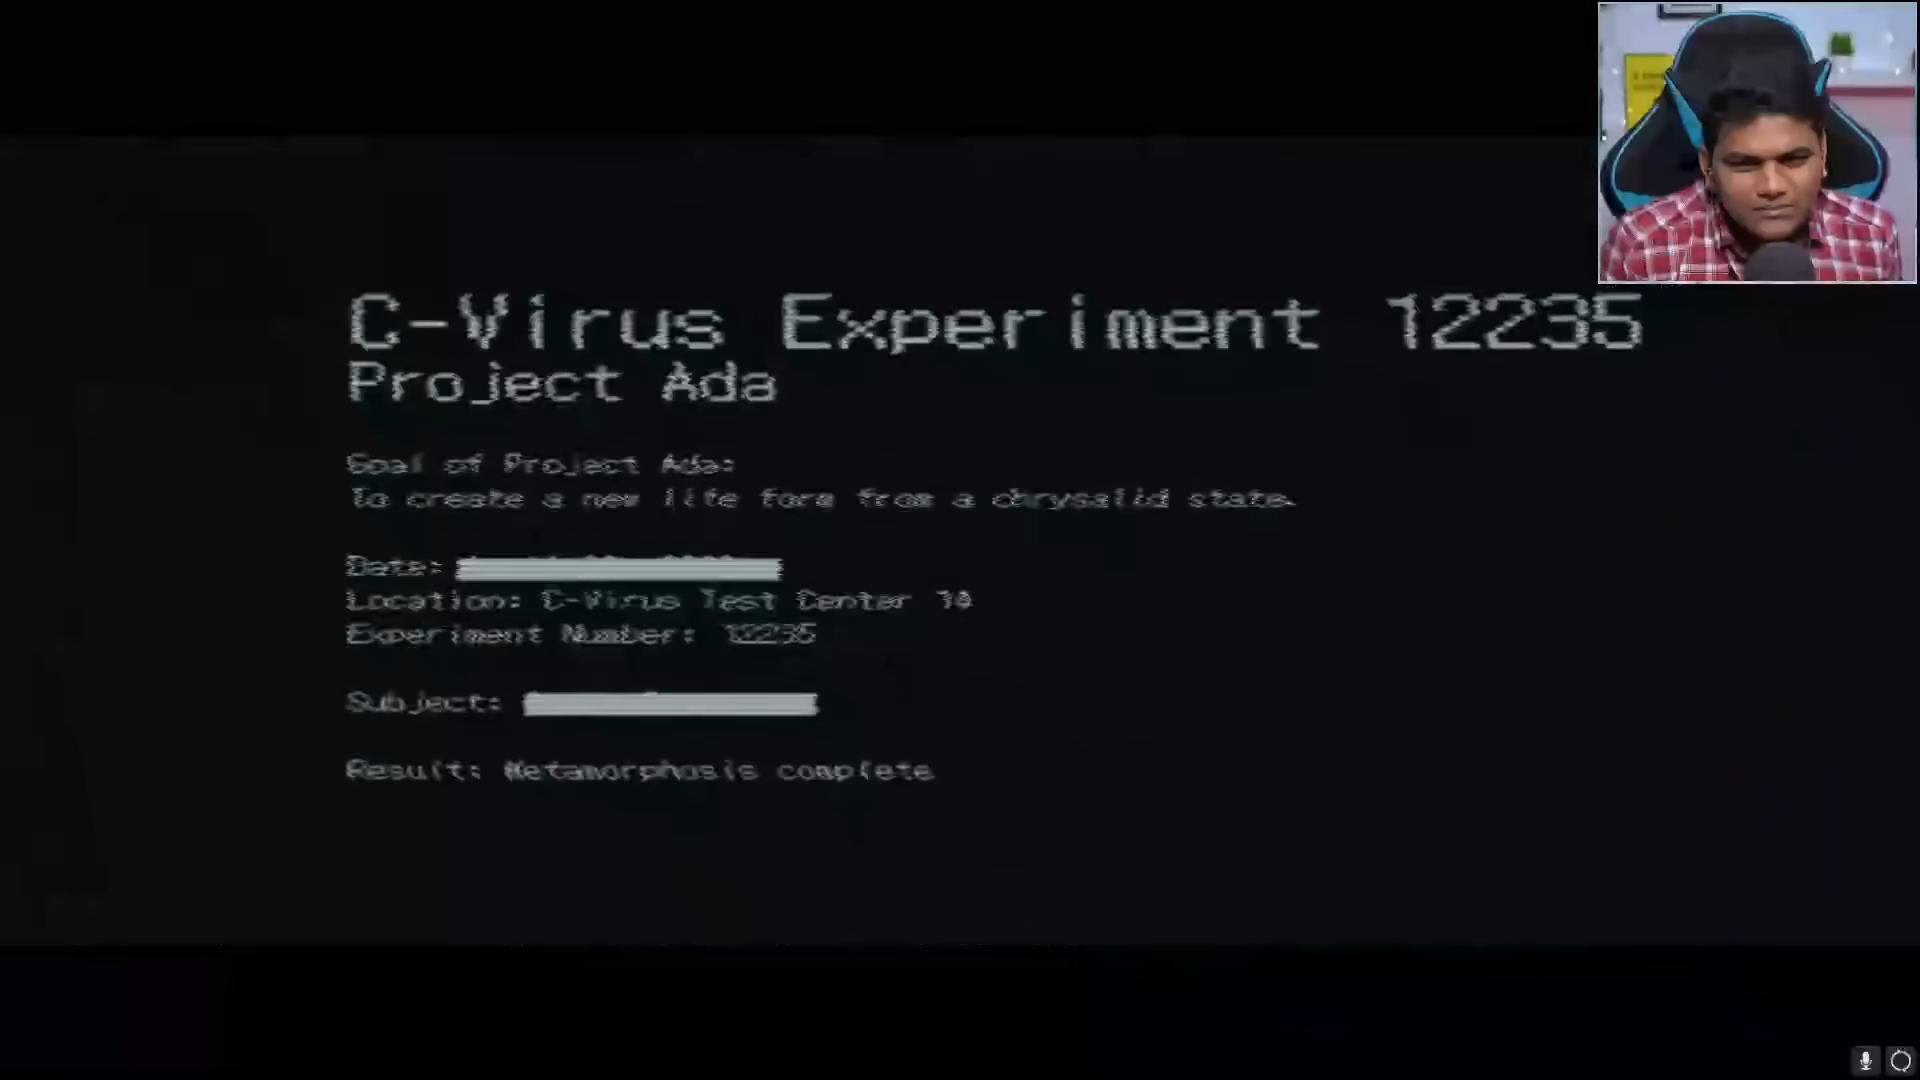 C-Virus Experiment 12235
Project Ada
Goal of Project Ada:
To create a new life form from a chrysalid state.
Date:
Location: C-Virus Test Center 14
Experiment Number: 12235
Subject:
Result: Metamorphosis complete